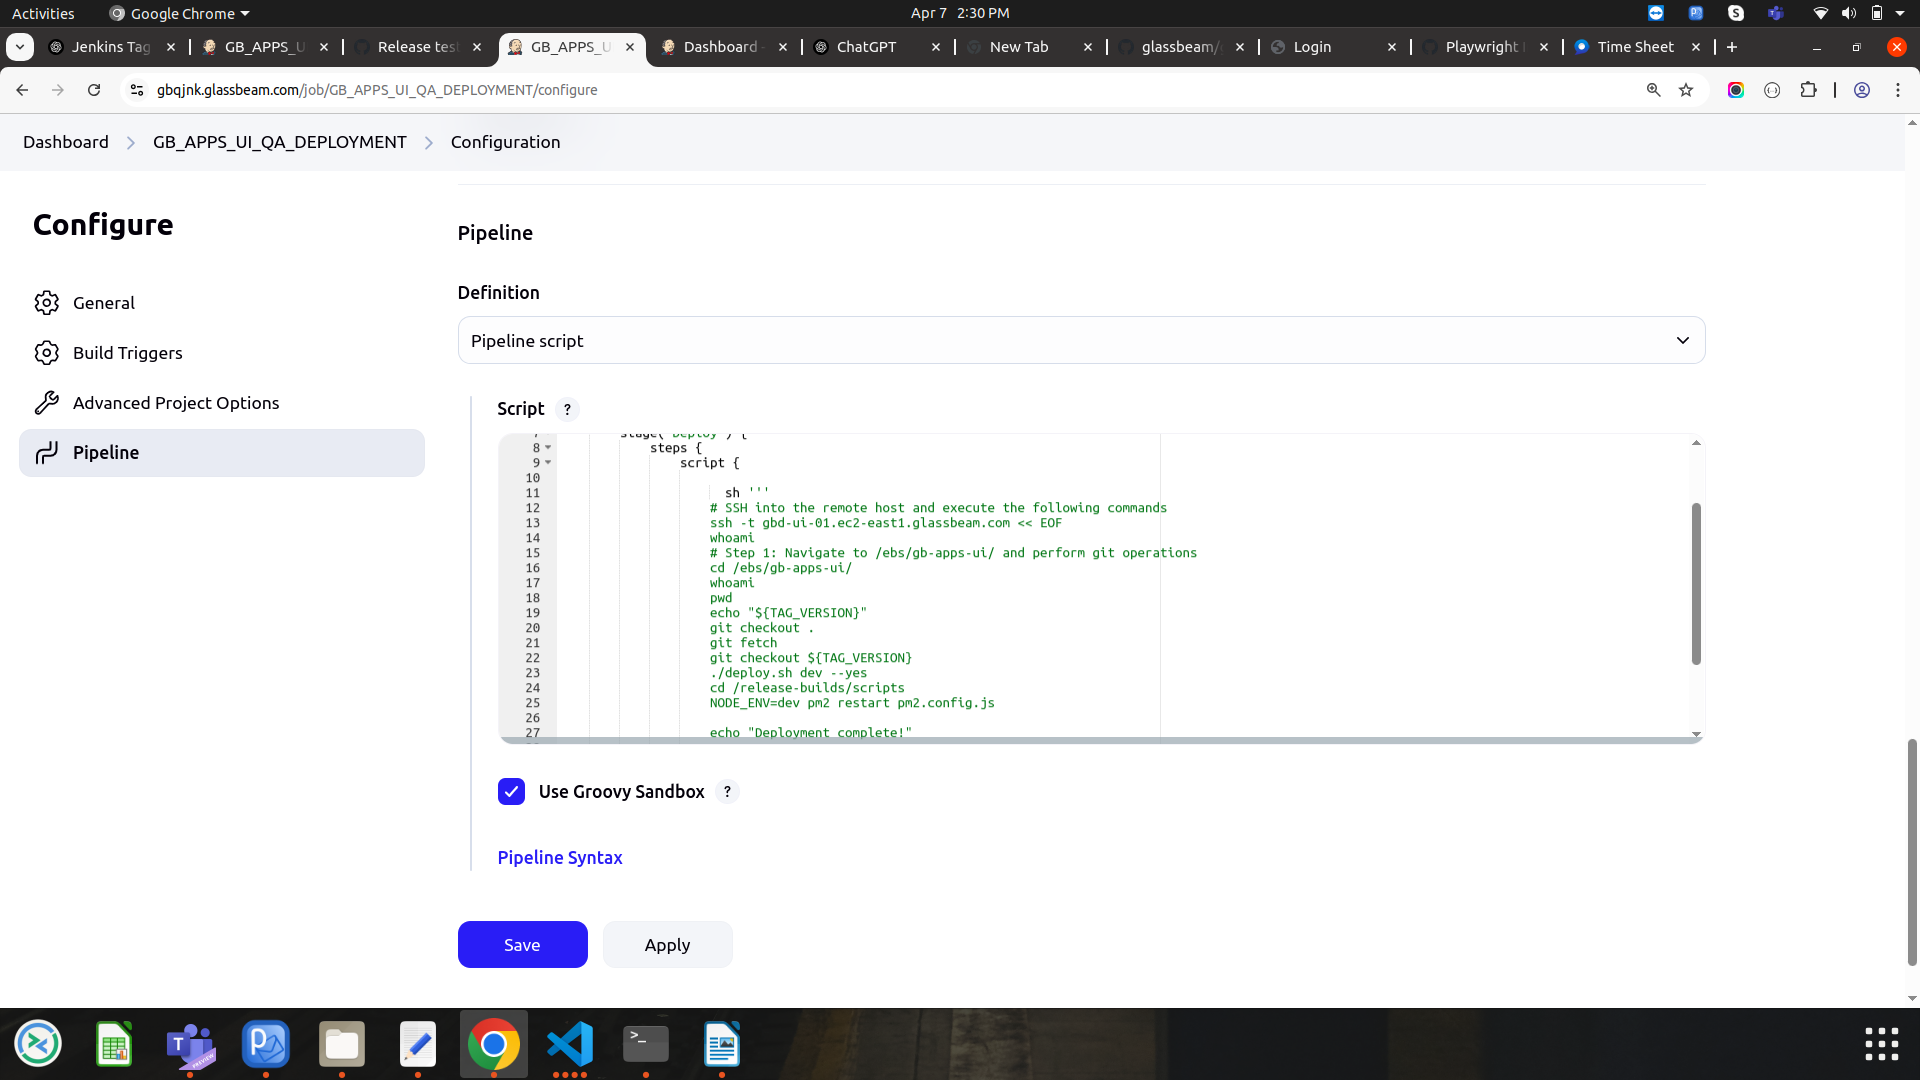 Activities
Google Chrome
Apr 7 2:30 PM
Jenkins Tag
GB_APPS_U
Release tes
GB_APPS_U
Dashboard -
ChatGPT
New Tab
glassbeam/
Login
Playwright
Time Sheet
gbqjnk.glassbeam.com/job/GB_APPS_UI_QA_DEPLOYMENT/configure
Dashboard
GB_APPS_UI_QA_DEPLOYMENT
Configuration
Configure
General
Build Triggers
Advanced Project Options
Pipeline
Pipeline
Definition
Pipeline script
Script ?
7 stage('Deploy') {
8 steps {
9 script {
10
11 sh '''
12 # SSH into the remote host and execute the following commands
13 ssh -t gbd-ui-01.ec2-east1.glassbeam.com << EOF
14 whoami
15 # Step 1: Navigate to /ebs/gb-apps-ui/ and perform git operations
16 cd /ebs/gb-apps-ui/
17 whoami
18 pwd
19 echo "${TAG_VERSION}"
20 git checkout .
21 git fetch
22 git checkout ${TAG_VERSION}
23 ./deploy.sh dev --yes
24 cd /release-builds/scripts
25 NODE_ENV=dev pm2 restart pm2.config.js
26
27 echo "Deployment complete!"
Use Groovy Sandbox ?
Pipeline Syntax
Save
Apply